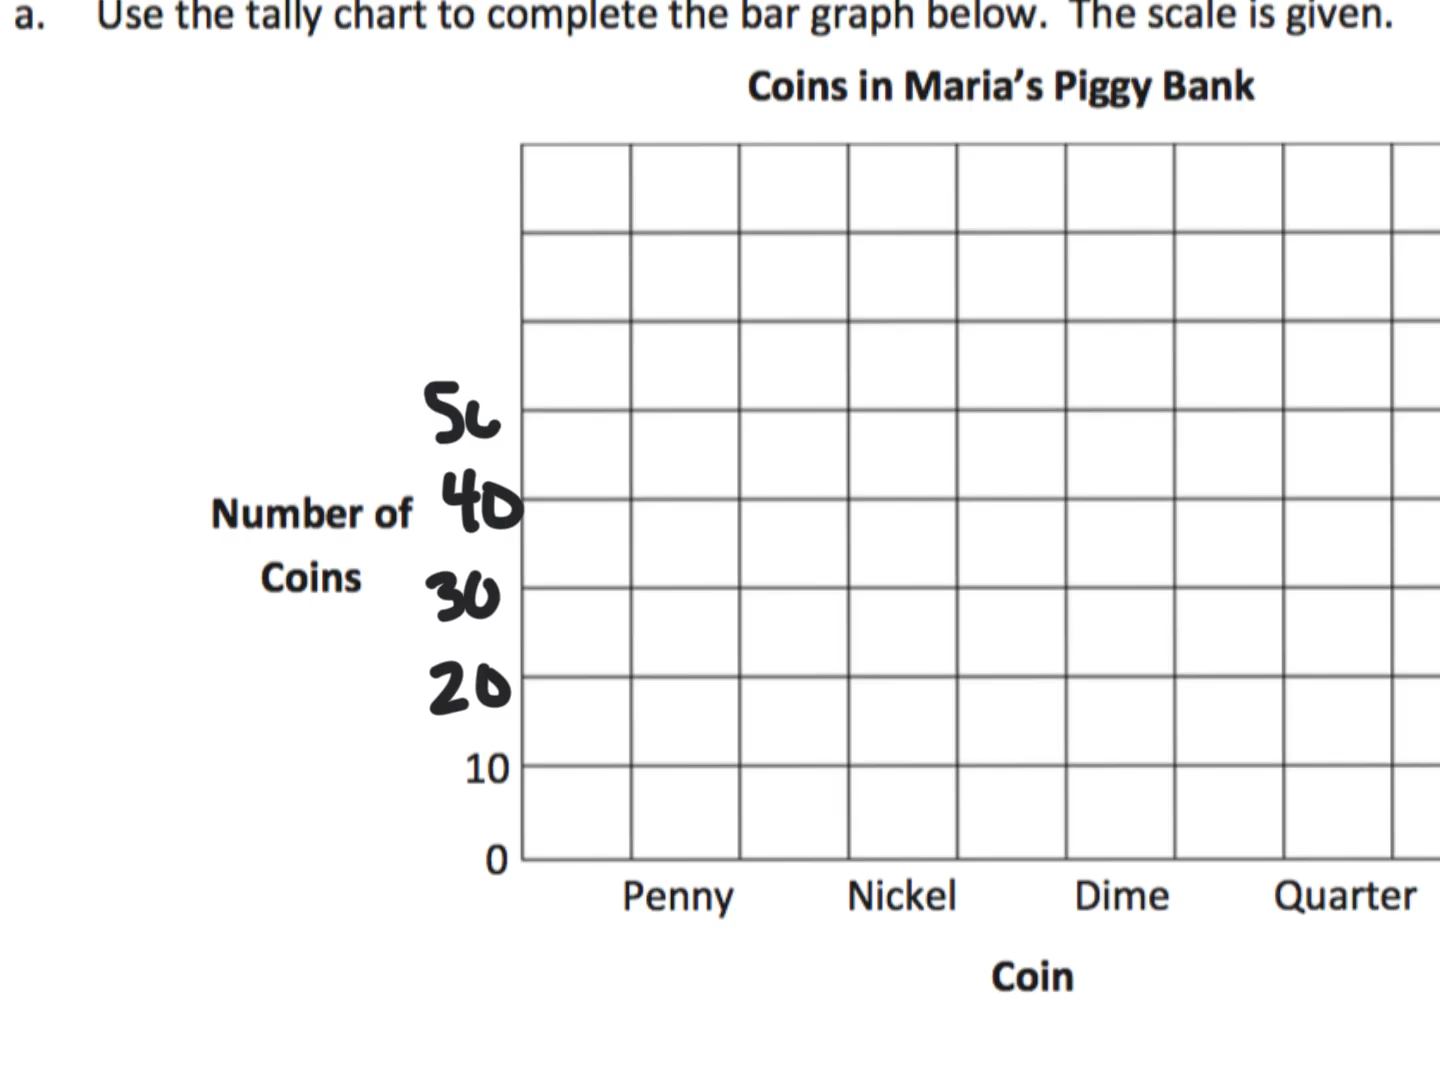 a. Use the tally chart to complete the bar graph below. The scale is given.
Coins in Maria's Piggy Bank
50
40
Number of
Coins
30
20
10
0
Penny Nickel Dime Quarter
Coin